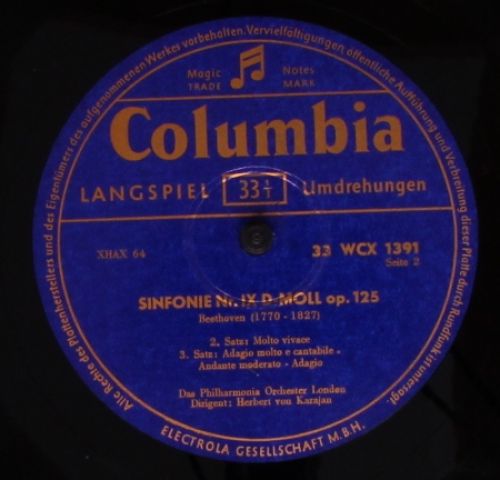 Alle Rechte des Plattenherstellers und des Eigentümers des aufgenommenen Werkes vorbehalten. Vervielfältigungen, öffentliche Aufführung und Verbreitung dieser Platte durch Rundfunk ist untersagt.
Magic Notes
TRADE MARK
Columbia
LANGSPIEL 33 1/1 Umdrehungen
XHAX 64
33 WCX 1391
Seite 2
SINFONIE Nr. IX D-MOLL op. 125
Beethoven (1770 - 1827)
2. Satz: Molto vivace
3. Satz: Adagio molto e cantabile -
Andante moderato - Adagio
Das Philharmonia Orchester London
Dirigent: Herbert von Karajan
ELECTROLA GESELLSCHAFT M.B.H.